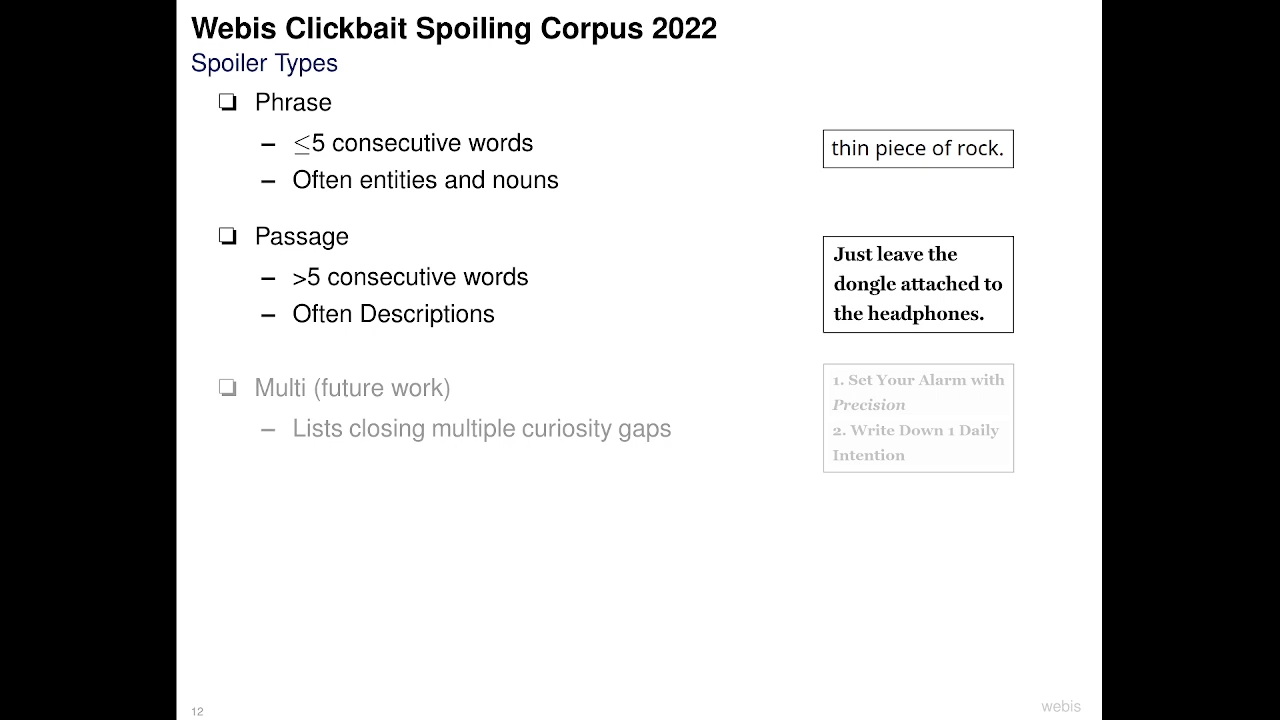 Webis Clickbait Spoiling Corpus 2022
Spoiler Types
❏ Phrase
– ≤5 consecutive words
– Often entities and nouns
thin piece of rock.
❏ Passage
– >5 consecutive words
– Often Descriptions
Just leave the
dongle attached to
the headphones.
❏ Multi (future work)
– Lists closing multiple curiosity gaps
1. Set Your Alarm with
Precision
2. Write Down 1 Daily
Intention
12
webis